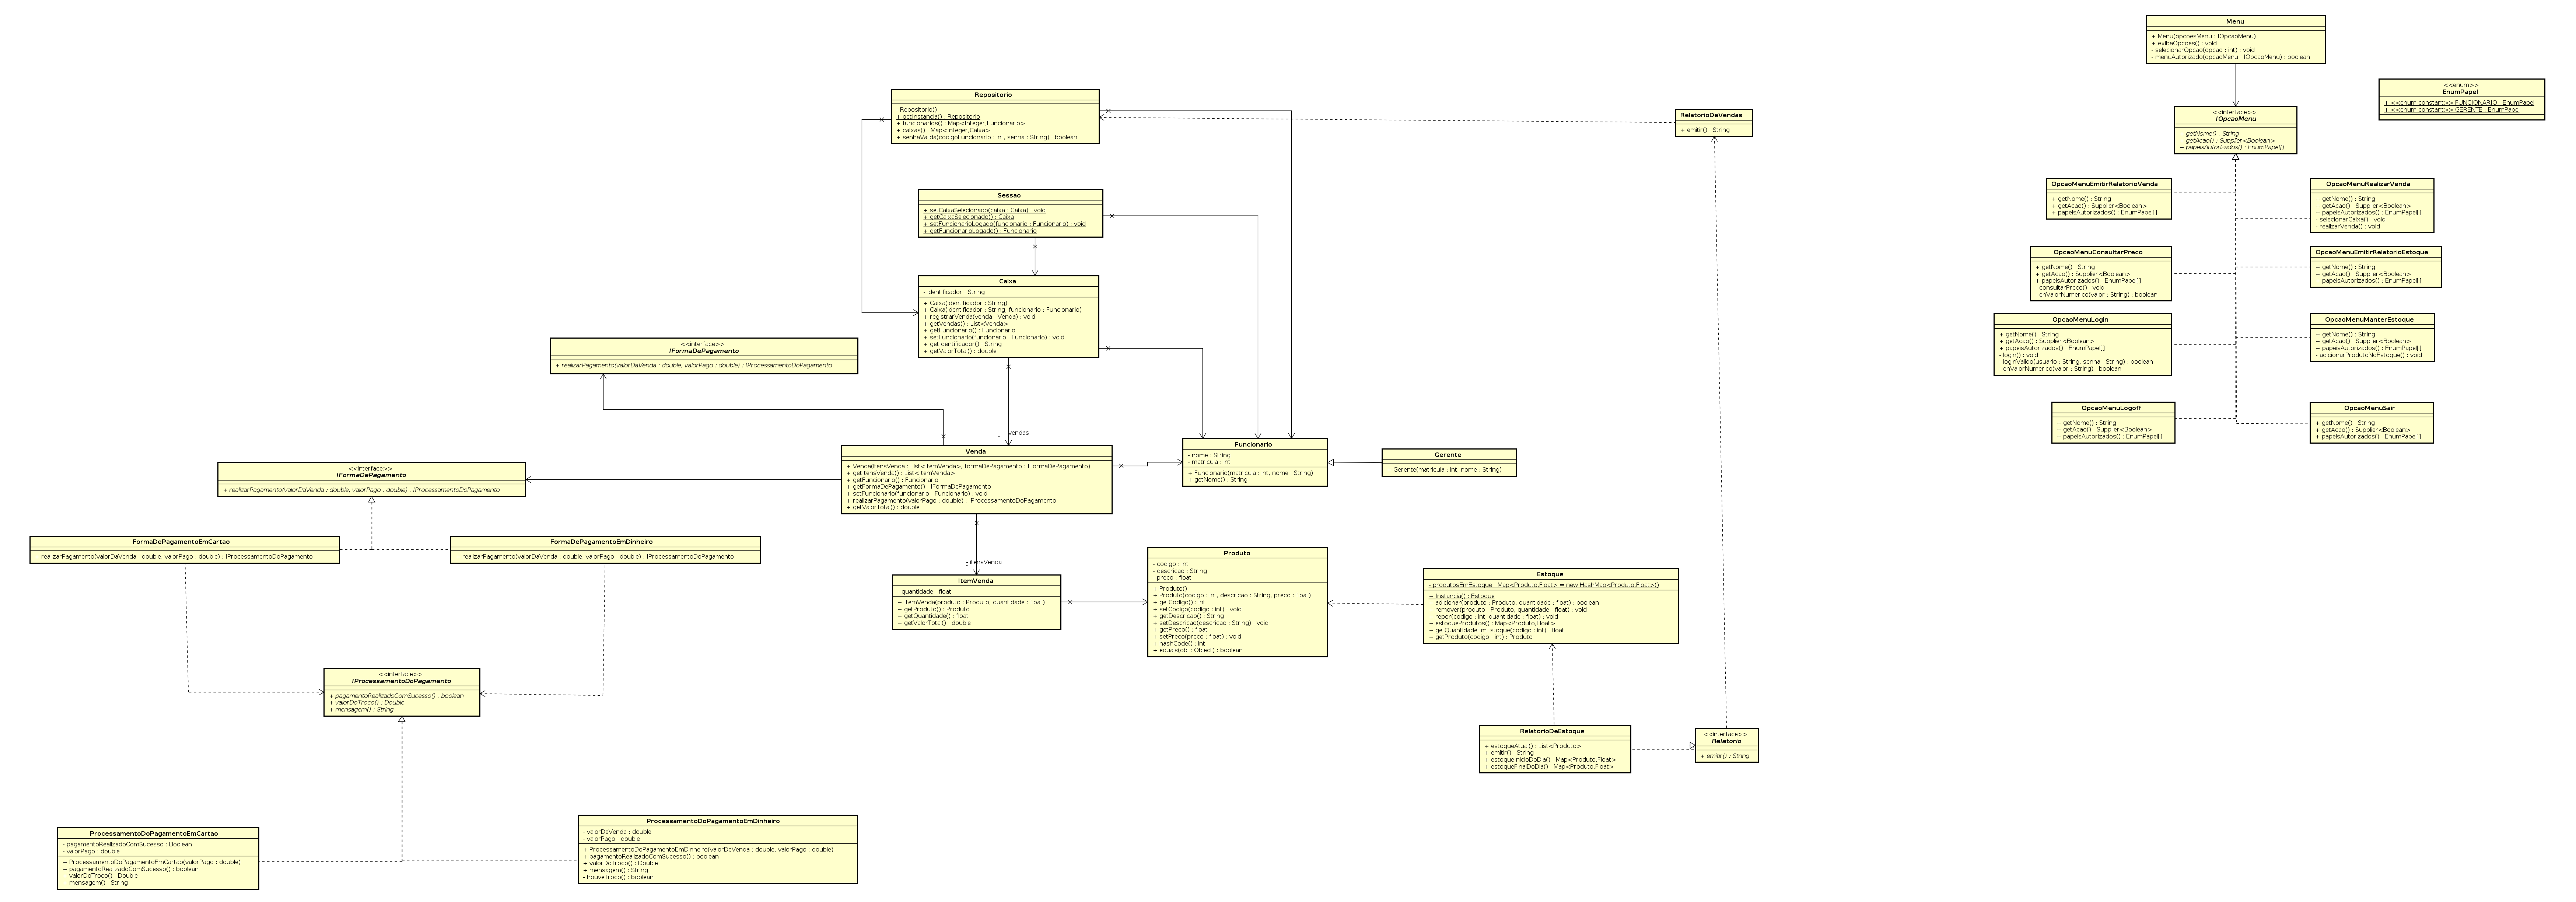 Menu
+ Menu(opcoesMenu : IOpcaoMenu)
+ exibaOpcoes() : void
- selecionarOpcao(opcao : int) : void
- menuAutorizado(opcaoMenu : IOpcaoMenu) : boolean
<<enum>>
EnumPapel
+ <<enum constant>> FUNCIONARIO : EnumPapel
+ <<enum constant>> GERENTE : EnumPapel
<<interface>>
IOpcaoMenu
+ getNome() : String
+ getAcao() : Supplier<Boolean>
+ papeisAutorizados() : EnumPapel[]
Repositorio
- Repositorio()
+ getInstancia() : Repositorio
+ funcionarios() : Map<Integer,Funcionario>
+ caixas() : Map<Integer,Caixa>
+ senhaValida(codigoFuncionario : int, senha : String) : boolean
RelatorioDeVendas
+ emitir() : String
Sessao
+ setCaixaSelecionado(caixa : Caixa) : void
+ getCaixaSelecionado() : Caixa
+ setFuncionarioLogado(funcionario : Funcionario) : void
+ getFuncionarioLogado() : Funcionario
OpcaoMenuEmitirRelatorioVenda
+ getNome() : String
+ getAcao() : Supplier<Boolean>
+ papeisAutorizados() : EnumPapel[]
OpcaoMenuRealizarVenda
+ getNome() : String
+ getAcao() : Supplier<Boolean>
+ papeisAutorizados() : EnumPapel[]
- selecionarCaixa() : void
- realizarVenda() : void
OpcaoMenuConsultarPreco
+ getNome() : String
+ getAcao() : Supplier<Boolean>
+ papeisAutorizados() : EnumPapel[]
- consultarPreco() : void
- ehValorNumerico(valor : String) : boolean
OpcaoMenuEmitirRelatorioEstoque
+ getNome() : String
+ getAcao() : Supplier<Boolean>
+ papeisAutorizados() : EnumPapel[]
Caixa
- identificador : String
+ Caixa(identificador : String)
+ Caixa(identificador : String, funcionario : Funcionario)
+ registrarVenda(venda : Venda) : void
+ getVendas() : List<Venda>
+ getFuncionario() : Funcionario
+ setFuncionario(funcionario : Funcionario) : void
+ getIdentificador() : String
+ getValorTotal() : double
OpcaoMenuLogin
+ getNome() : String
+ getAcao() : Supplier<Boolean>
+ papeisAutorizados() : EnumPapel[]
- login() : void
- loginValido(usuario : String, senha : String) : boolean
- ehValorNumerico(valor : String) : boolean
OpcaoMenuManterEstoque
+ getNome() : String
+ getAcao() : Supplier<Boolean>
+ papeisAutorizados() : EnumPapel[]
- adicionarProdutoNoEstoque() : void
<<interface>>
IFormaDePagamento
+ realizarPagamento(valorDaVenda : double, valorPago : double) : IProcessamentoDoPagamento
OpcaoMenuLogoff
+ getNome() : String
+ getAcao() : Supplier<Boolean>
+ papeisAutorizados() : EnumPapel[]
OpcaoMenuSair
+ getNome() : String
+ getAcao() : Supplier<Boolean>
+ papeisAutorizados() : EnumPapel[]
- vendas
*
Venda
+ Venda(itensVenda : List<ItemVenda>, formaDePagamento : IFormaDePagamento)
+ getItensVenda() : List<ItemVenda>
+ getFuncionario() : Funcionario
+ getFormaDePagamento() : IFormaDePagamento
+ setFuncionario(funcionario : Funcionario) : void
+ realizarPagamento(valorPago : double) : IProcessamentoDoPagamento
+ getValorTotal() : double
Funcionario
- nome : String
- matricula : int
+ Funcionario(matricula : int, nome : String)
+ getNome() : String
Gerente
+ Gerente(matricula : int, nome : String)
<<interface>>
IFormaDePagamento
+ realizarPagamento(valorDaVenda : double, valorPago : double) : IProcessamentoDoPagamento
FormaDePagamentoEmCartao
+ realizarPagamento(valorDaVenda : double, valorPago : double) : IProcessamentoDoPagamento
FormaDePagamentoEmDinheiro
+ realizarPagamento(valorDaVenda : double, valorPago : double) : IProcessamentoDoPagamento
- itensVenda
*
ItemVenda
- quantidade : float
+ ItemVenda(produto : Produto, quantidade : float)
+ getProduto() : Produto
+ getQuantidade() : float
+ getValorTotal() : double
Produto
- codigo : int
- descricao : String
- preco : float
+ Produto()
+ Produto(codigo : int, descricao : String, preco : float)
+ getCodigo() : int
+ setCodigo(codigo : int) : void
+ getDescricao() : String
+ setDescricao(descricao : String) : void
+ getPreco() : float
+ setPreco(preco : float) : void
+ hashCode() : int
+ equals(obj : Object) : boolean
Estoque
- produtosEmEstoque : Map<Produto,Float> = new HashMap<Produto,Float>()
+ Instancia() : Estoque
+ adicionar(produto : Produto, quantidade : float) : boolean
+ remover(produto : Produto, quantidade : float) : void
+ repor(codigo : int, quantidade : float) : void
+ estoqueProdutos() : Map<Produto,Float>
+ getQuantidadeEmEstoque(codigo : int) : float
+ getProduto(codigo : int) : Produto
<<interface>>
IProcessamentoDoPagamento
+ pagamentoRealizadoComSucesso() : boolean
+ valorDoTroco() : Double
+ mensagem() : String
RelatorioDeEstoque
+ estoqueAtual() : List<Produto>
+ emitir() : String
+ estoqueInicioDoDia() : Map<Produto,Float>
+ estoqueFinalDoDia() : Map<Produto,Float>
<<interface>>
Relatorio
+ emitir() : String
ProcessamentoDoPagamentoEmCartao
- pagamentoRealizadoComSucesso : Boolean
- valorPago : double
+ ProcessamentoDoPagamentoEmCartao(valorPago : double)
+ pagamentoRealizadoComSucesso() : boolean
+ valorDoTroco() : Double
+ mensagem() : String
ProcessamentoDoPagamentoEmDinheiro
- valorDeVenda : double
- valorPago : double
+ ProcessamentoDoPagamentoEmDinheiro(valorDeVenda : double, valorPago : double)
+ pagamentoRealizadoComSucesso() : boolean
+ valorDoTroco() : Double
+ mensagem() : String
- houveTroco() : boolean